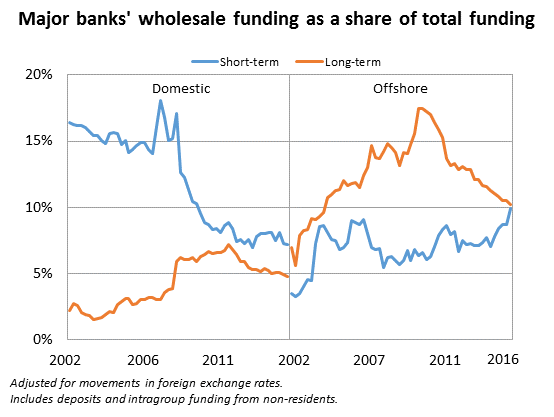 Major banks' wholesale funding as a share of total funding
Short-term Long-term
Domestic Offshore
20%
15%
10%
5%
0%
2002 2006 2011 2002 2007 2011 2016
Adjusted for movements in foreign exchange rates.
Includes deposits and intragroup funding from non-residents.